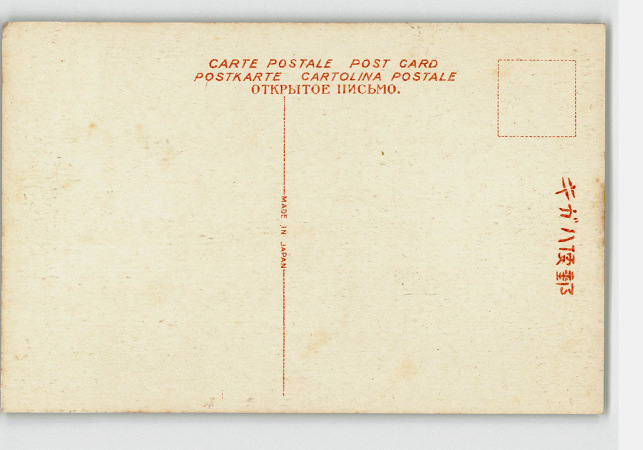 CARTE POSTALE POST CARD
POSTKARTE CARTOLINA POSTALE
ОТКРЫТОЕ ПИСЬМО.
MADE IN JAPAN
キガハ便郵